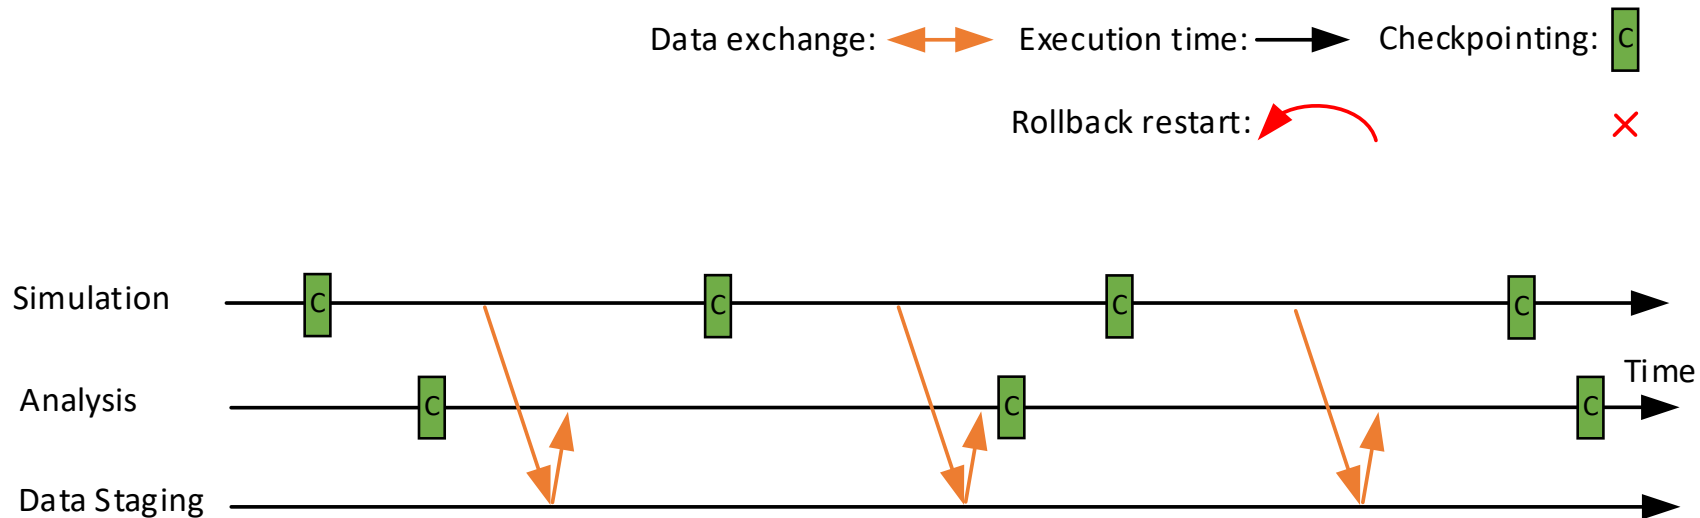 Data exchange: Execution time: Checkpointing: C
Rollback restart:
Simulation C C C C
Time
Analysis C C C
Data Staging